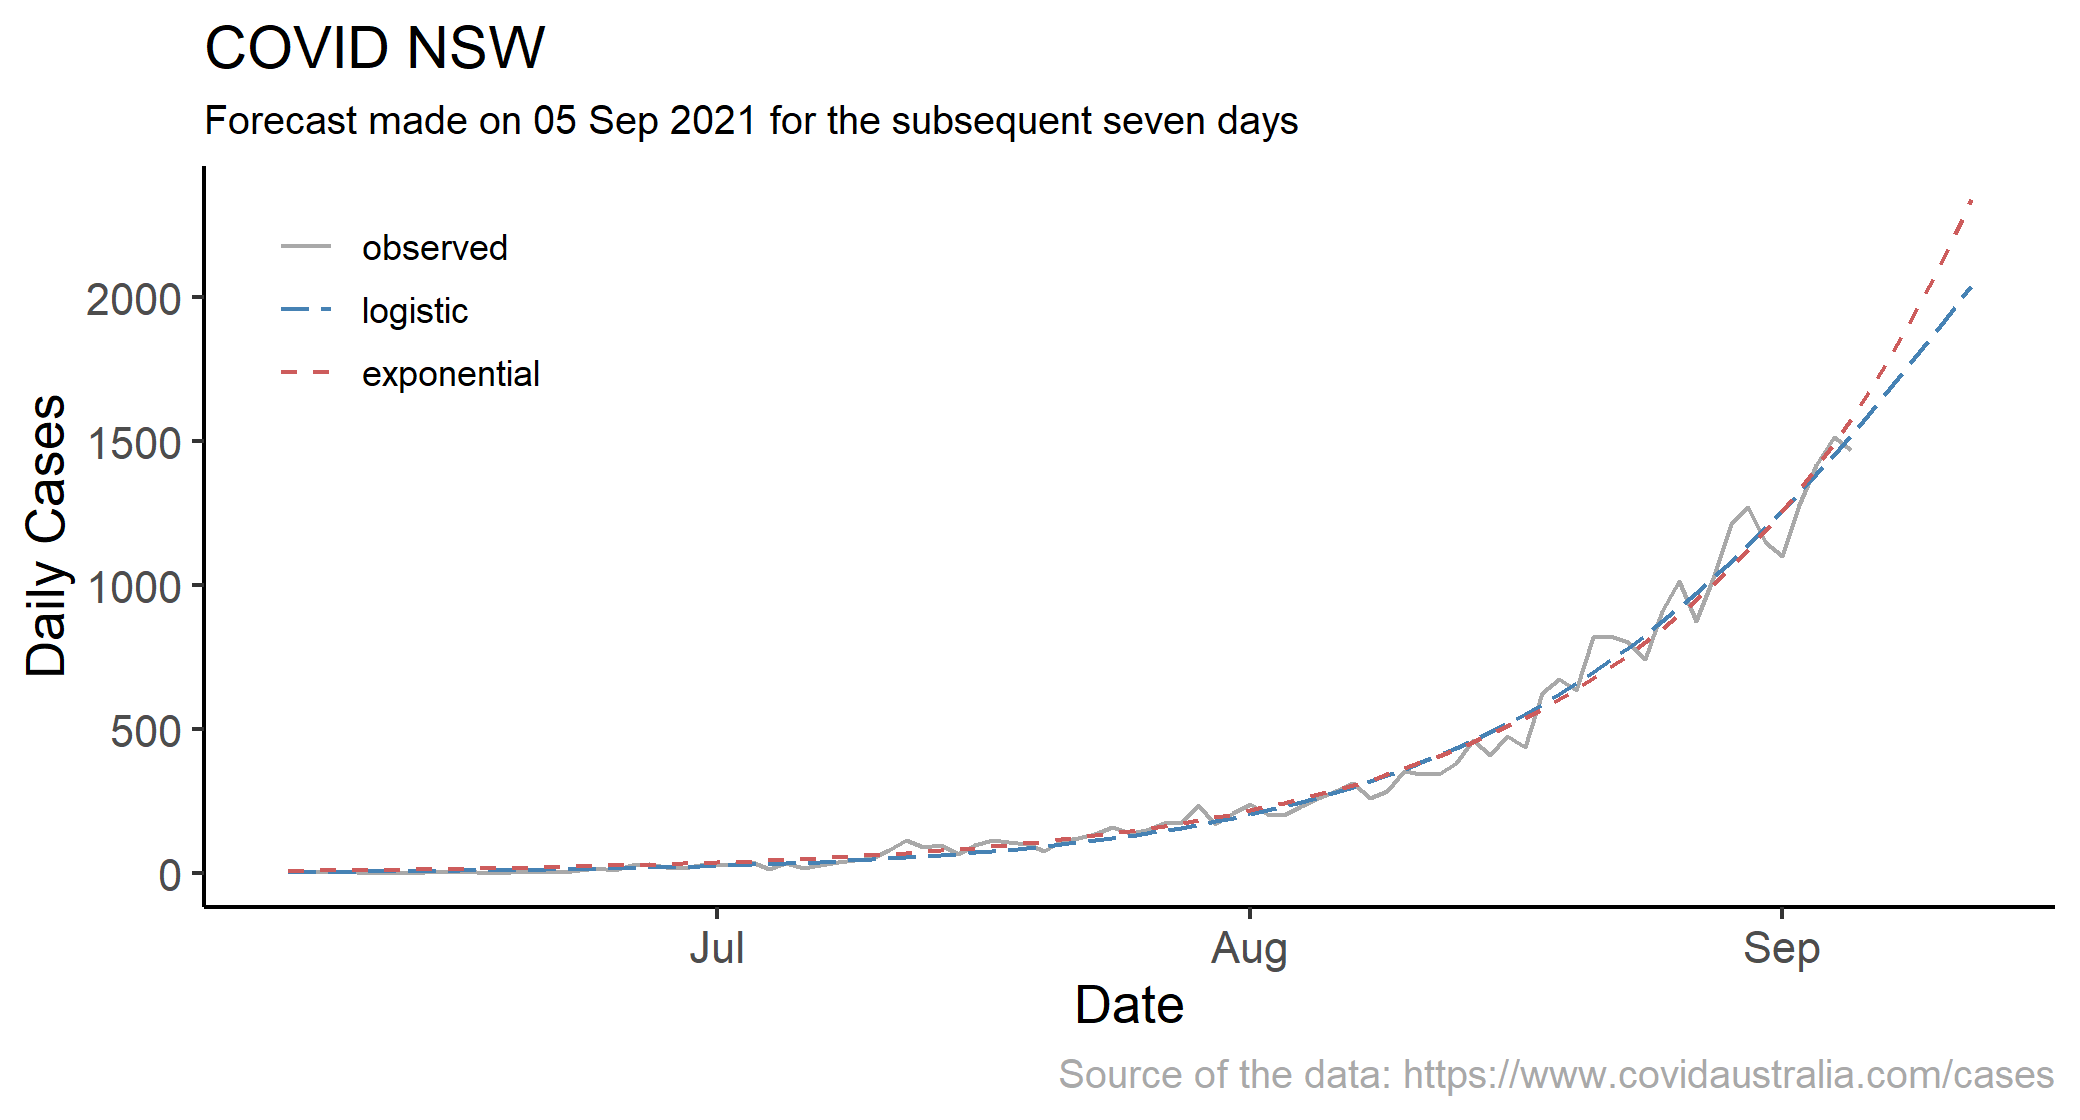 COVID NSW
Forecast made on 05 Sep 2021 for the subsequent seven days
observed
logistic
exponential
Daily Cases
2000
1500
1000
500
0
Jul Aug Sep
Date
Source of the data: https://www.covidaustralia.com/cases